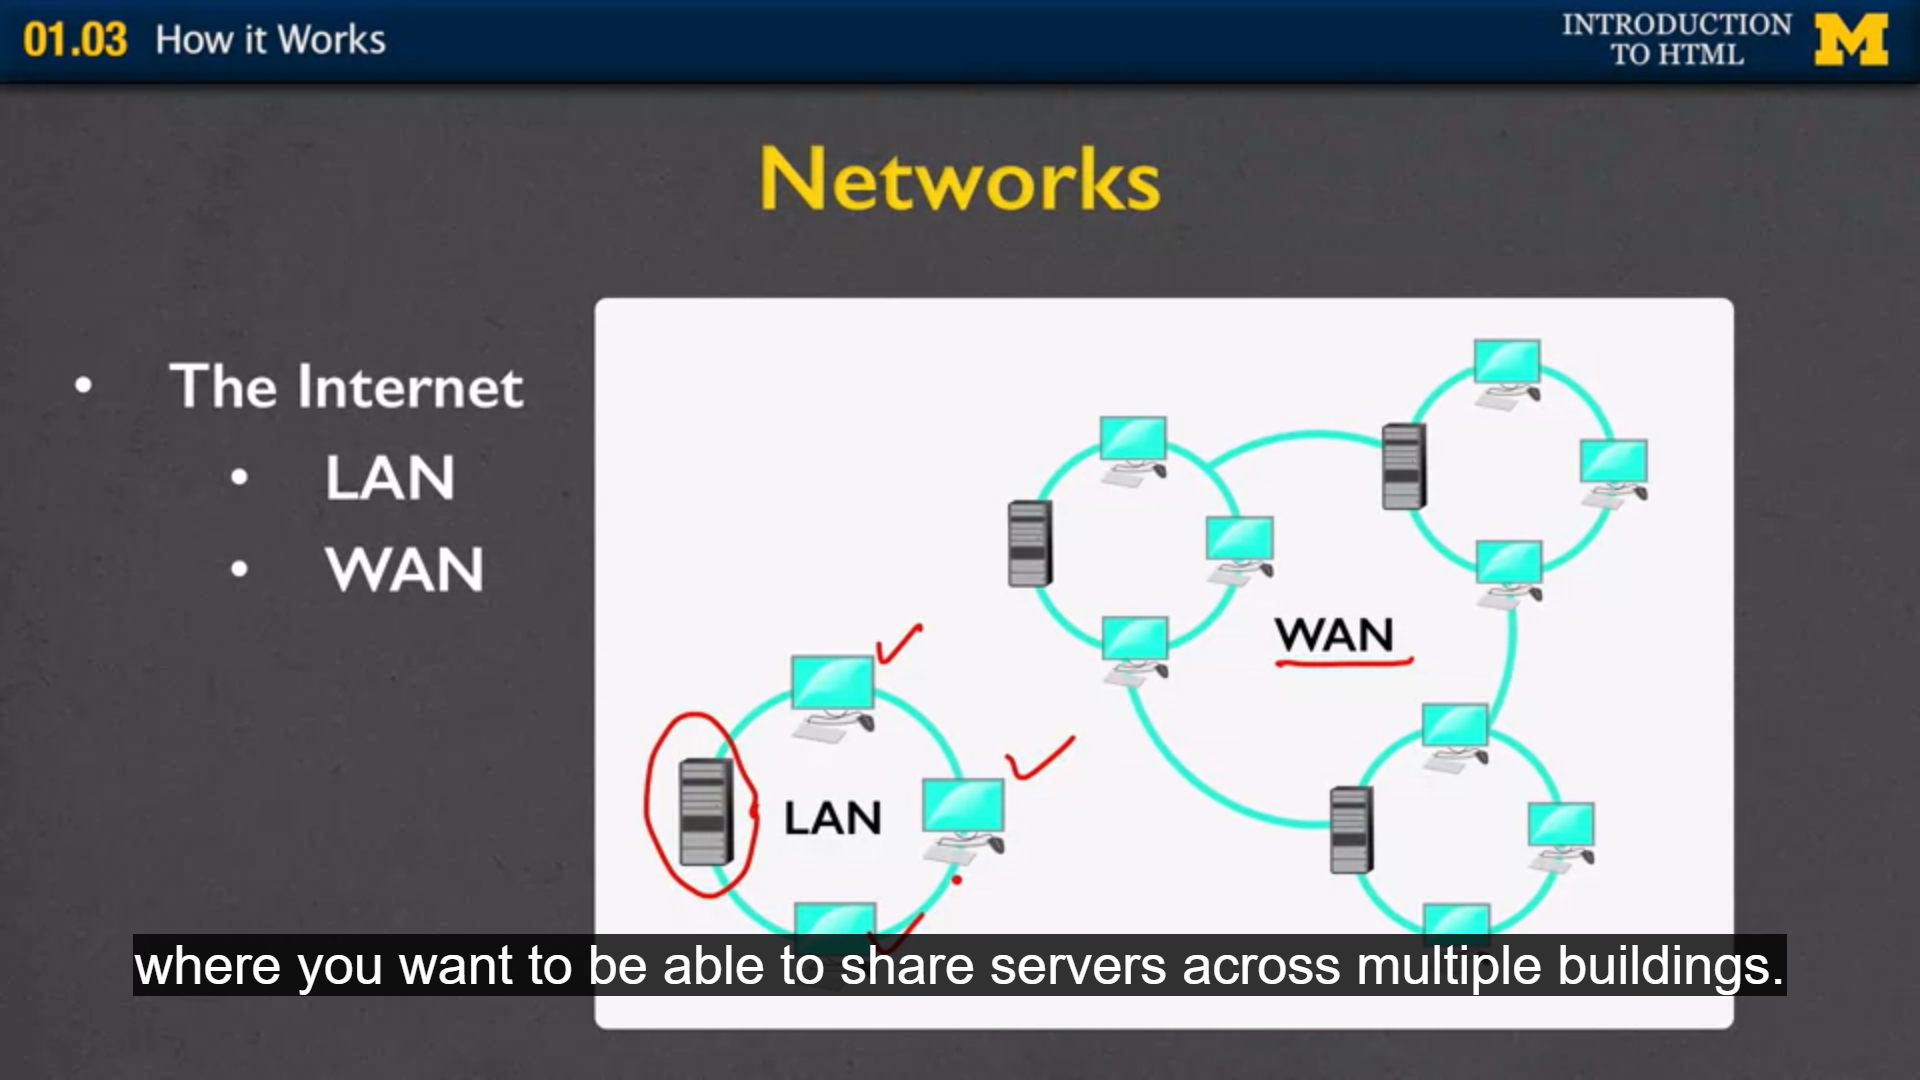 01.03 How it Works
INTRODUCTION
TO HTML
M
Networks
• The Internet
• LAN
• WAN
WAN
LAN
where you want to be able to share servers across multiple buildings.